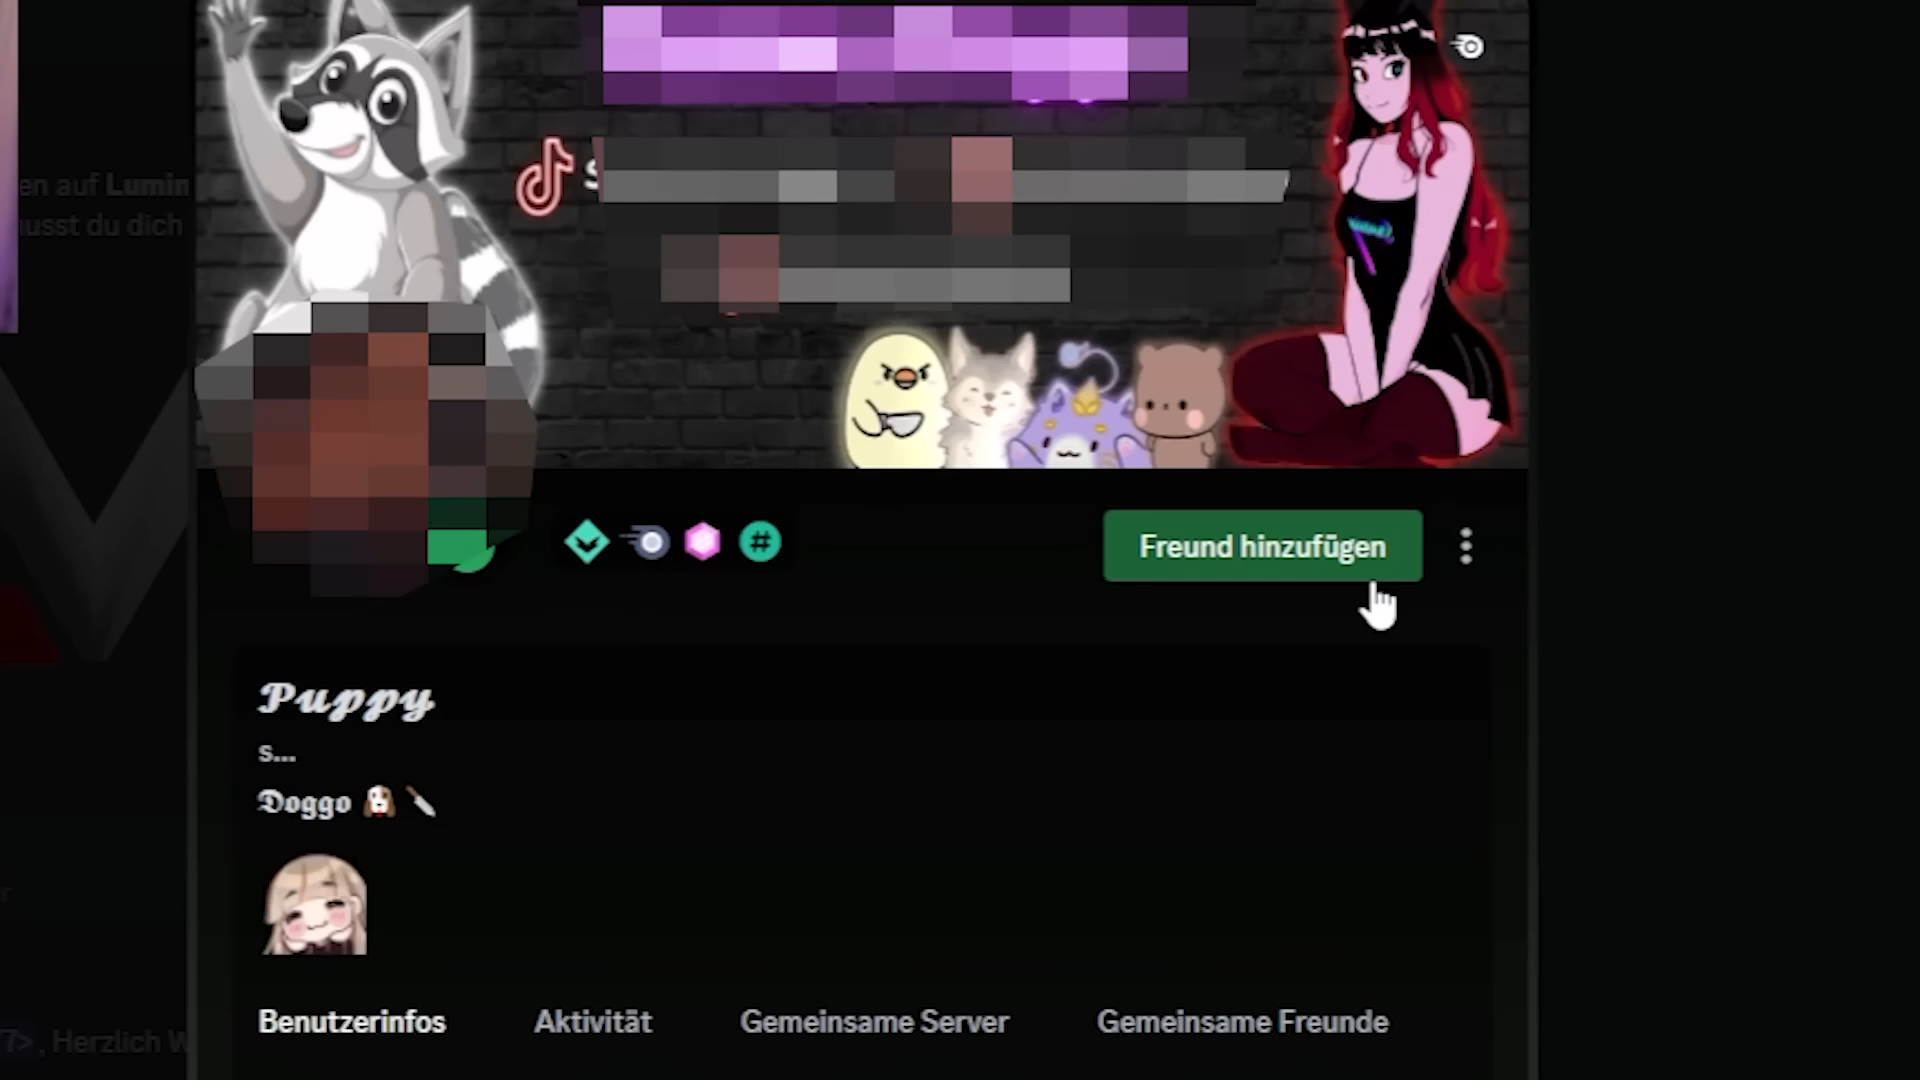 en auf Lumin
usst du dich
S
#
Freund hinzufügen
Puppy
s...
Doggo
Benutzerinfos Aktivität Gemeinsame Server Gemeinsame Freunde
, Herzlich W